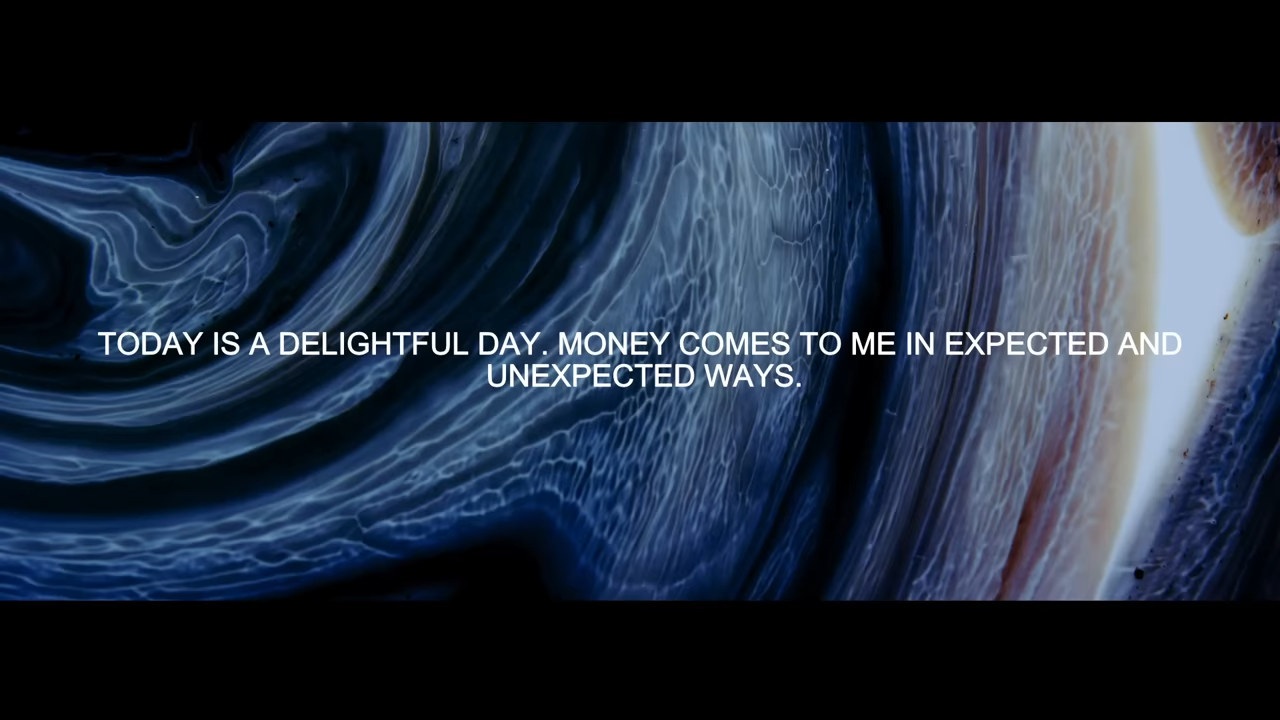 TODAY IS A DELIGHTFUL DAY. MONEY COMES TO ME IN EXPECTED AND
UNEXPECTED WAYS.